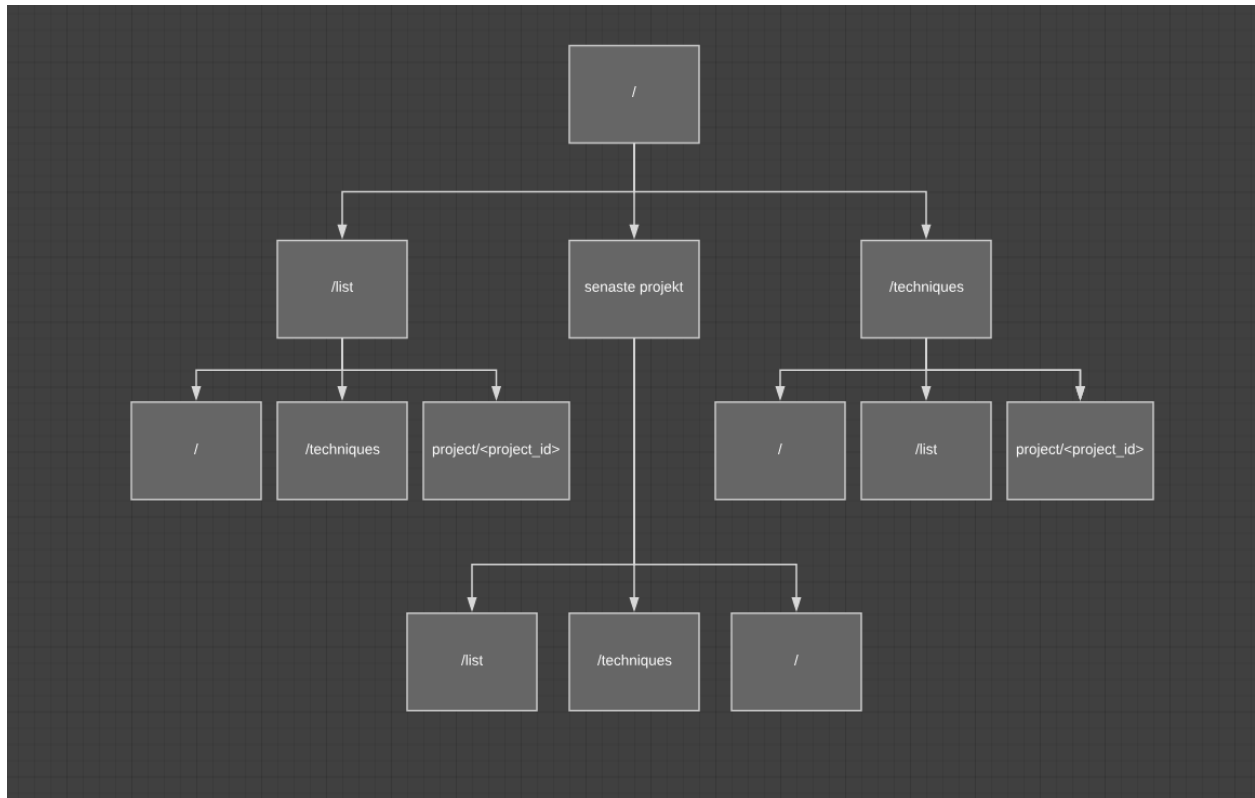 /
/list
senaste projekt
/techniques
/
/techniques
project/<project_id>
/
/list
project/<project_id>
/list
/techniques
/